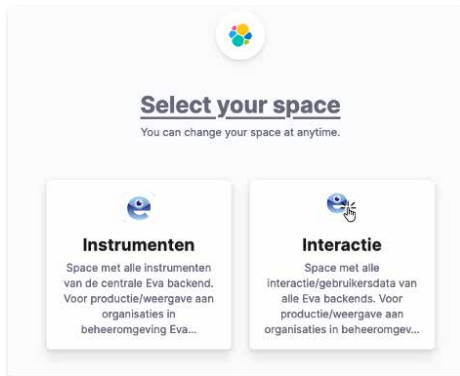 Select your space
You can change your space at anytime.
Instrumenten
Space met alle instrumenten
van de centrale Eva backend.
Voor productie/weergave aan
organisaties in
beheeromgeving Eva...
Interactie
Space met alle
interactie/gebruikersdata van
alle Eva backends. Voor
productie/weergave aan
organisaties in beheeromgev...